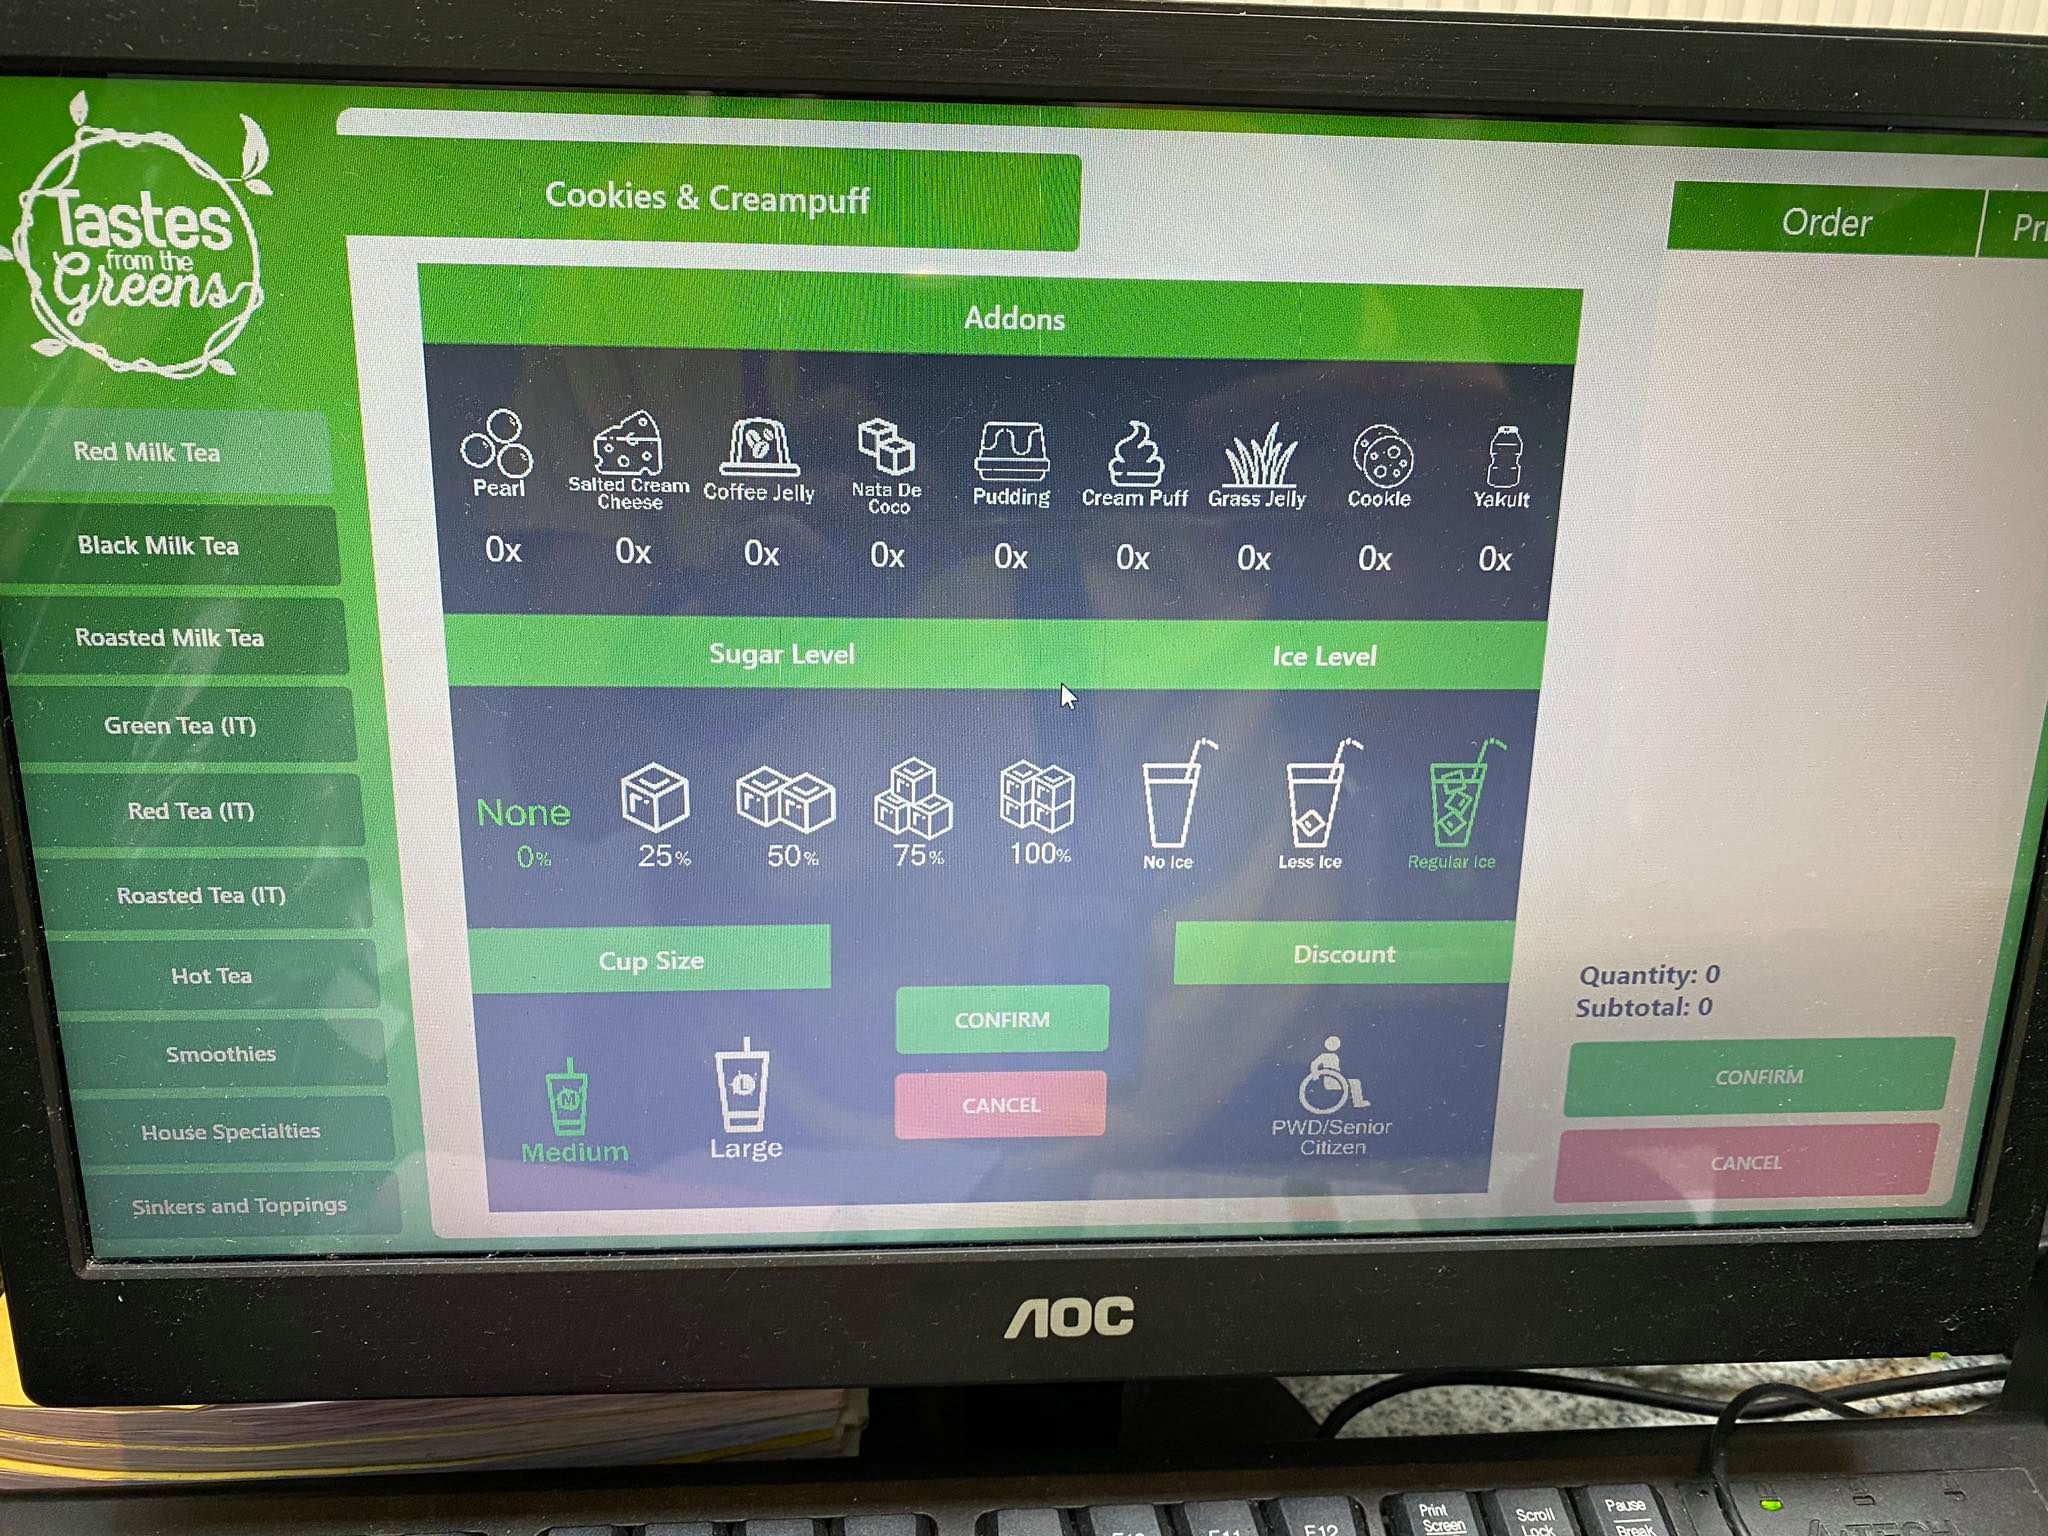 Tastes
from the
Greens
Cookies & Creampuff
Order
Addons
Pearl
Salted Cream
Cheese
Coffee Jelly
Nata De
Coco
Pudding
Cream Puff
Grass Jelly
Cookie
Yakult
0x 0x 0x 0x 0x 0x 0x 0x 0x
Red Milk Tea
Black Milk Tea
Roasted Milk Tea
Green Tea (IT)
Red Tea (IT)
Roasted Tea (IT)
Hot Tea
Smoothies
House Specialties
Sinkers and Toppings
Sugar Level
Ice Level
None
0%
25%
50%
75%
100%
No Ice
Less Ice
Regular Ice
Cup Size
Discount
M
Medium
L
Large
CONFIRM
CANCEL
PWD/Senior
Citizen
Quantity: 0
Subtotal: 0
CONFIRM
CANCEL
AOC
F11
F12
Print
Screen
Scroll
Lock
Pause
Break